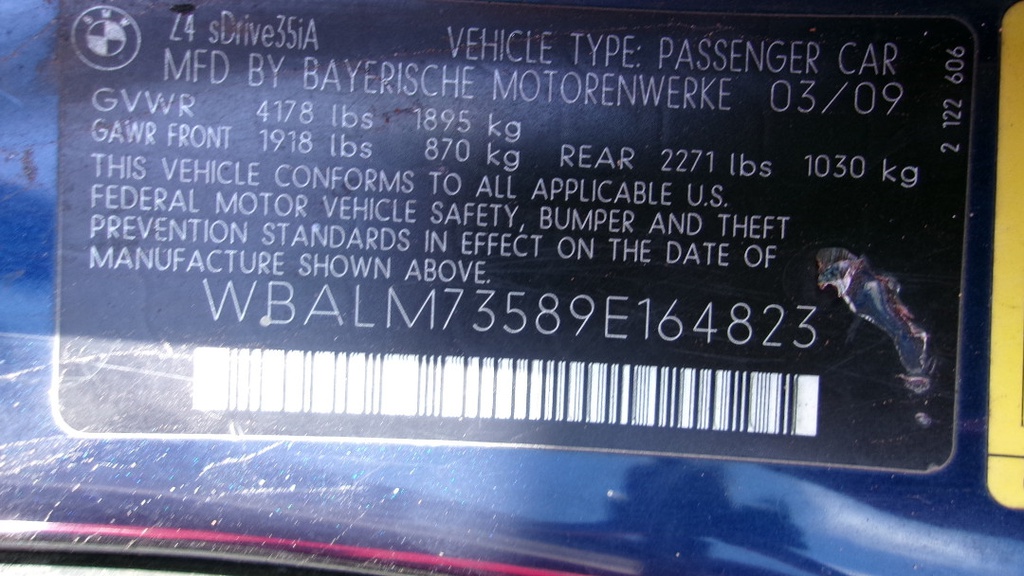 BMW
Z4 sDrive35iA VEHICLE TYPE: PASSENGER CAR
MFD BY BAYERISCHE MOTORENWERKE 03/09
GVWR 4178 lbs 1895 kg
GAWR FRONT 1918 lbs 870 kg REAR 2271 lbs 1030 kg
THIS VEHICLE CONFORMS TO ALL APPLICABLE U.S.
FEDERAL MOTOR VEHICLE SAFETY, BUMPER AND THEFT
PREVENTION STANDARDS IN EFFECT ON THE DATE OF
MANUFACTURE SHOWN ABOVE.
WBALM73589E164823
2 122 606